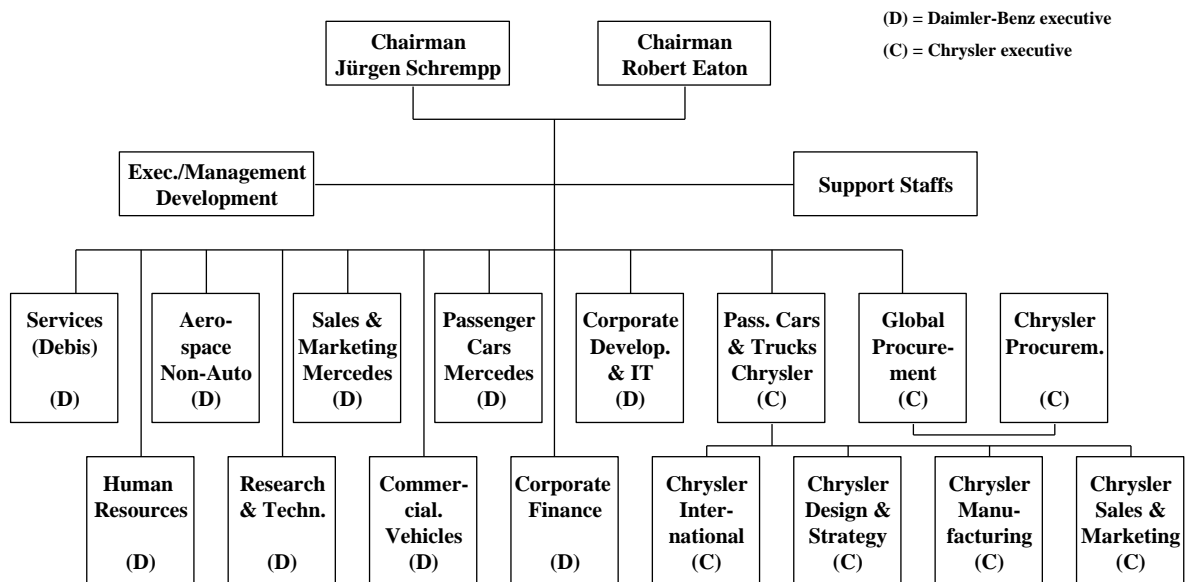 (D) = Daimler-Benz executive
(C) = Chrysler executive
Chairman
Jürgen Schrempp
Chairman
Robert Eaton
Exec./Management
Development
Support Staffs
Services
(Debis)
(D)
Aero-
space
Non-Auto
(D)
Sales &
Marketing
Mercedes
(D)
Passenger
Cars
Mercedes
(D)
Corporate
Develop.
& IT
(D)
Pass. Cars
& Trucks
Chrysler
(C)
Global
Procure-
ment
(C)
Chrysler
Procurem.
(C)
Human
Resources
(D)
Research
& Techn.
(D)
Commer-
cial.
Vehicles
(D)
Corporate
Finance
(D)
Chrysler
Inter-
national
(C)
Chrysler
Design &
Strategy
(C)
Chrysler
Manu-
facturing
(C)
Chrysler
Sales &
Marketing
(C)